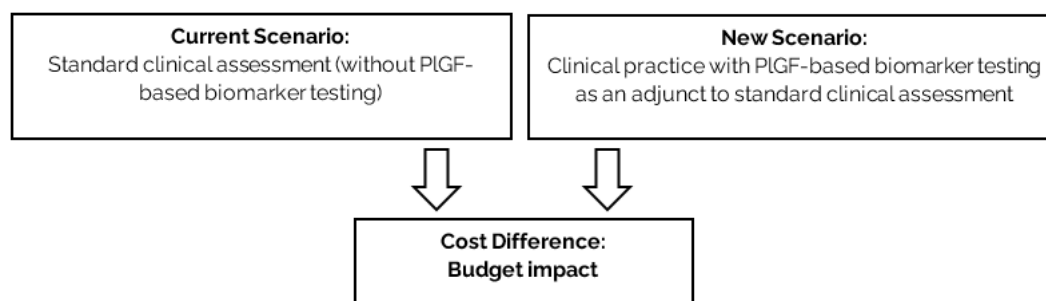 Current Scenario:
Standard clinical assessment (without PlGF-
based biomarker testing)
New Scenario:
Clinical practice with PlGF-based biomarker testing
as an adjunct to standard clinical assessment
Cost Difference:
Budget impact